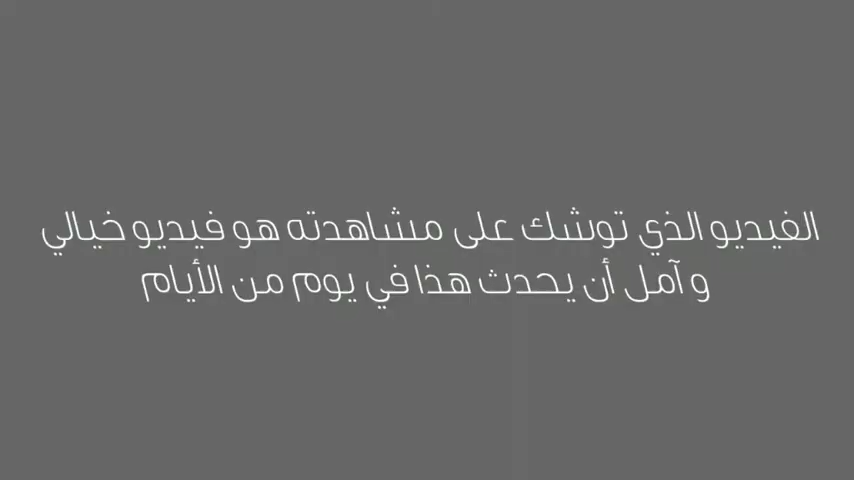 الفيديو الذي توشك على مشاهدته هو فيديو خيالي
و آمل أن يحدث هذا في يوم من الأيام